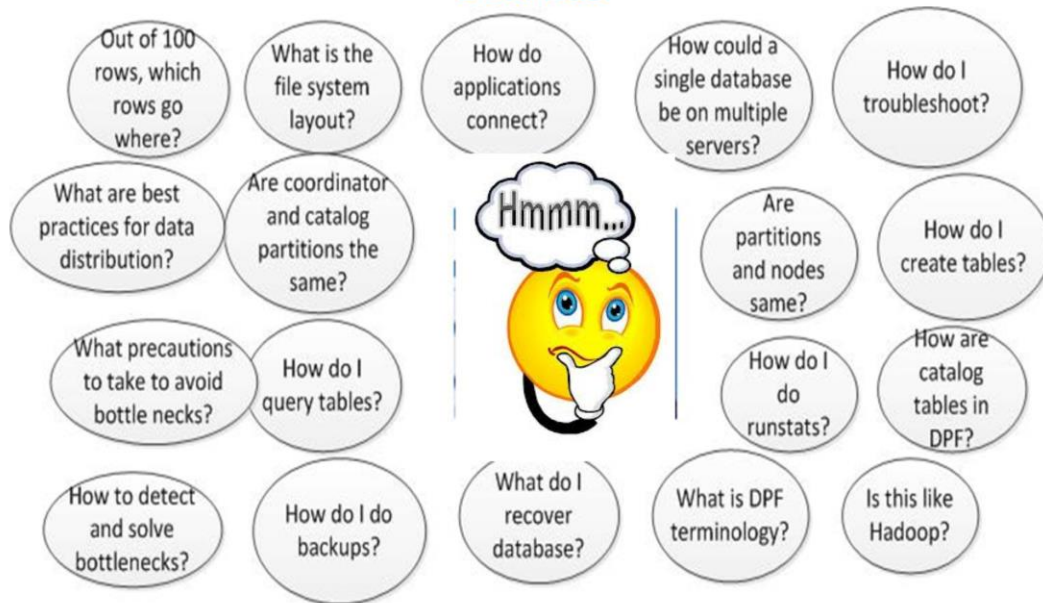 Out of 100
rows, which
rows go
where?
What is the
file system
layout?
How do
applications
connect?
How could a
single database
be on multiple
servers?
How do I
troubleshoot?
What are best
practices for data
distribution?
Are coordinator
and catalog
partitions the
same?
Hmmm...
Are
partitions
and nodes
same?
How do I
create tables?
What precautions
to take to avoid
bottle necks?
How do I
query tables?
How do I
do
runstats?
How are
catalog
tables in
DPF?
How to detect
and solve
bottlenecks?
How do I do
backups?
What do I
recover
database?
What is DPF
terminology?
Is this like
Hadoop?